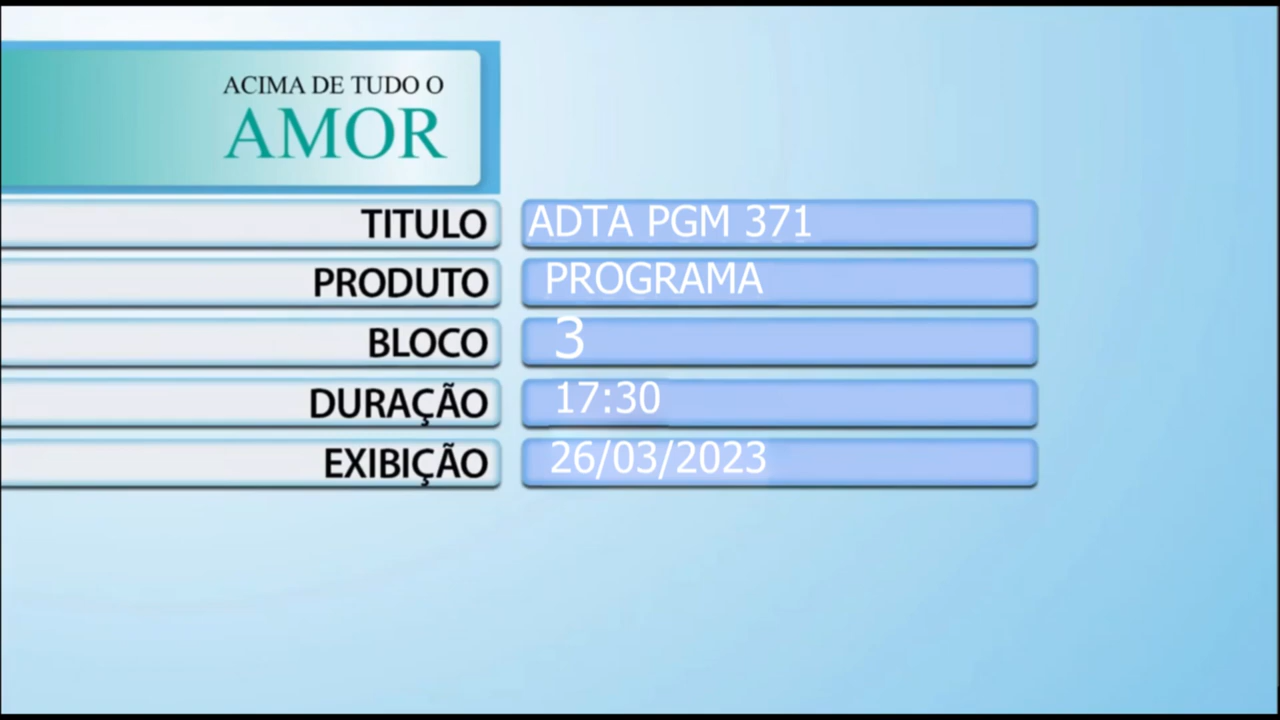 ACIMA DE TUDO O
AMOR
TITULO ADTA PGM 371
PRODUTO PROGRAMA
BLOCO 3
DURAÇÃO 17:30
EXIBIÇÃO 26/03/2023